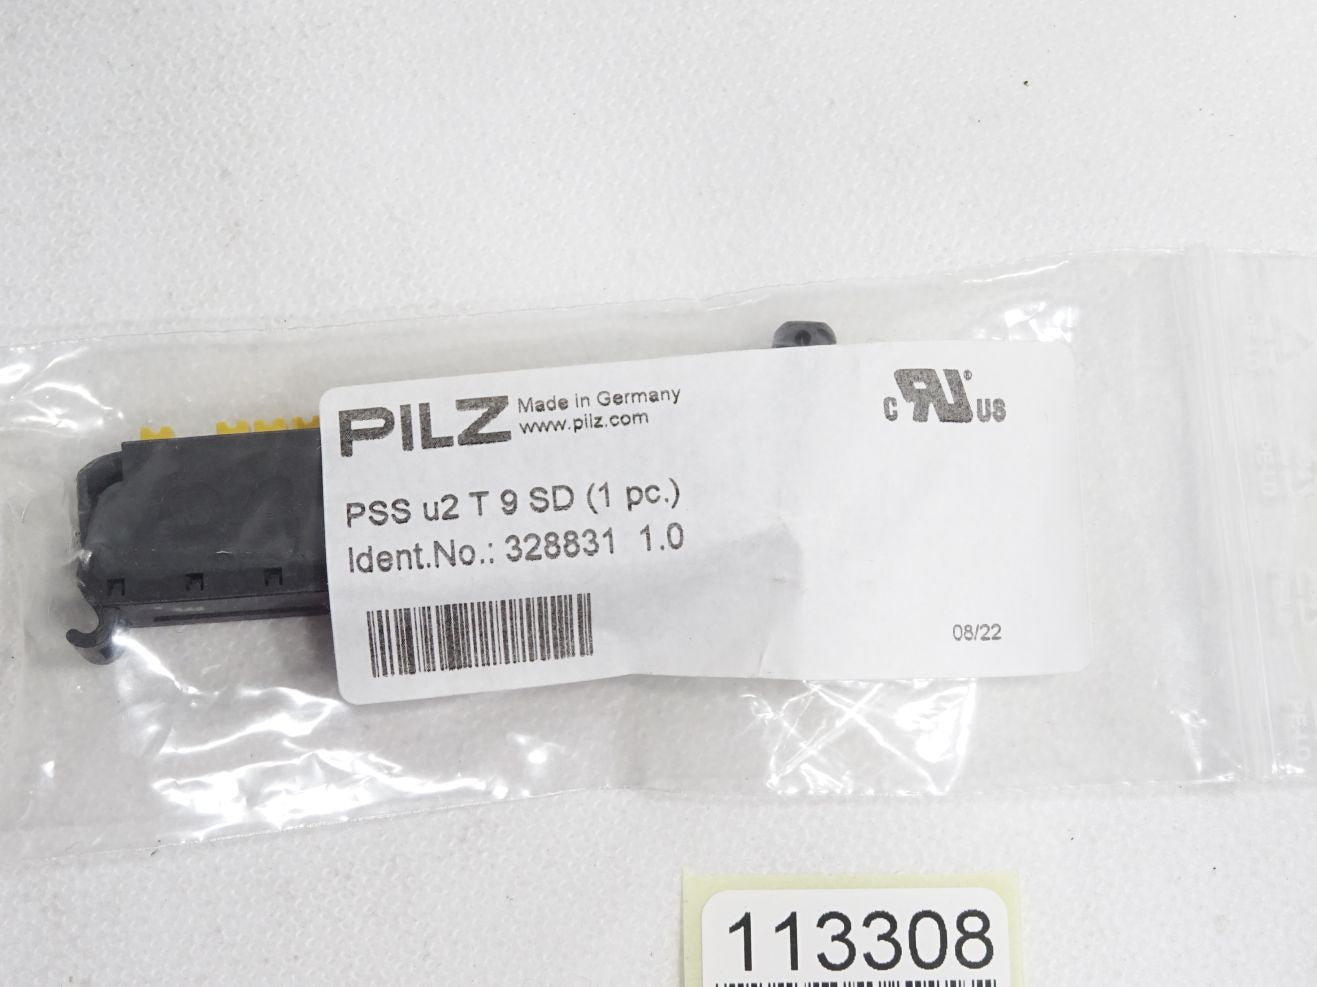 PILZ Made in Germany
www.pilz.com
C RU® US
PSS u2 T 9 SD (1 pc.)
Ident.No.: 328831 1.0
08/22
113308